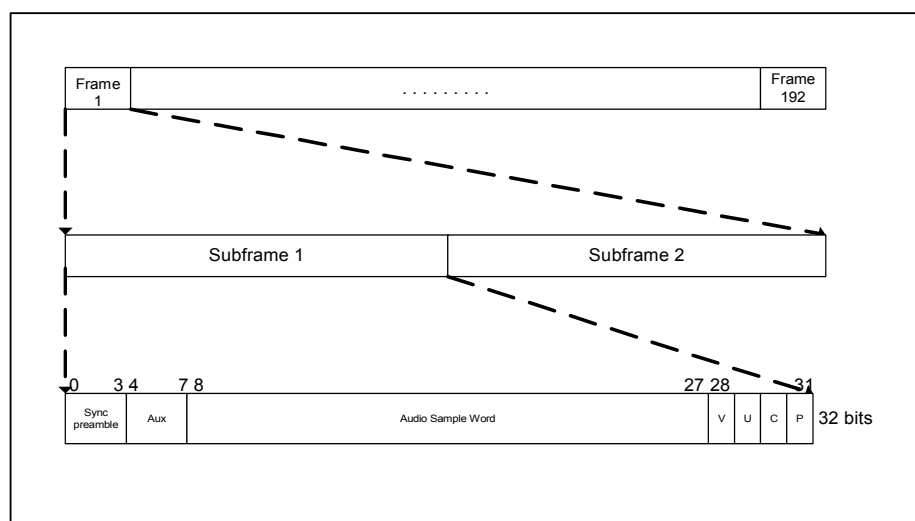 Frame
1
. . . . . . . . .
Frame
192
Subframe 1
Subframe 2
0 3 4 7 8 27 28 31
Sync
preamble
Aux
Audio Sample Word
V
U
C
P
32 bits